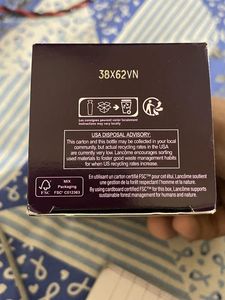 38X62VN
Les consignes peuvent varier localement
Instructions may vary locally
USA DISPOSAL ADVISORY:
This carton and this bottle may be collected in your local
community, but actual recycling rates in the USA
are currently very low. Lancôme encourages sorting
used materials to foster good waste management habits
for when US recycling rates increase.
FSC
MIX
Packaging
FSC® C012363
En utilisant un carton certifié FSC™ pour cet étui, Lancôme soutient
une gestion de la forêt respectant l'homme et la nature.
By using cardboard certified FSC™ for this box, Lancôme supports
sustainable forest management for humans and nature.